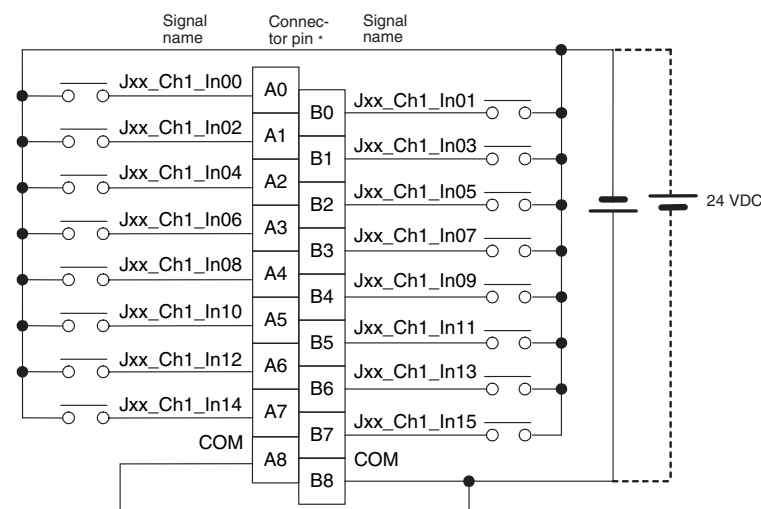 Signal name
Connec-
tor pin *
Signal name
Jxx_Ch1_In00 A0
B0 Jxx_Ch1_In01
Jxx_Ch1_In02 A1
B1 Jxx_Ch1_In03
Jxx_Ch1_In04 A2
B2 Jxx_Ch1_In05
24 VDC
Jxx_Ch1_In06 A3
B3 Jxx_Ch1_In07
Jxx_Ch1_In08 A4
B4 Jxx_Ch1_In09
Jxx_Ch1_In10 A5
B5 Jxx_Ch1_In11
Jxx_Ch1_In12 A6
B6 Jxx_Ch1_In13
Jxx_Ch1_In14 A7
B7 Jxx_Ch1_In15
COM A8
B8 COM